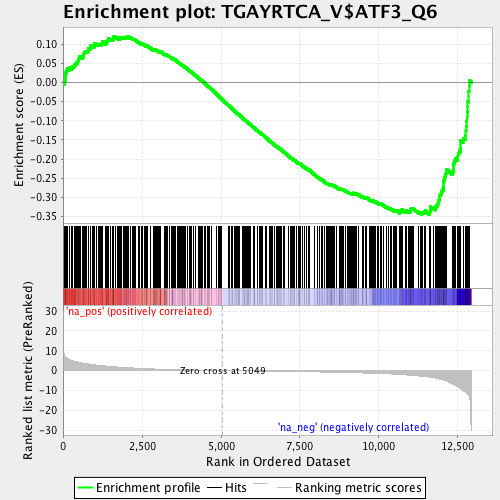 Enrichment plot: TGAYRTCA_V$ATF3_Q6
Enrichment score (ES)
0.10
0.05
0.00
-0.05
-0.10
-0.15
-0.20
-0.25
-0.30
-0.35
Ranked list metric (PreRanked)
'na_pos' (positively correlated)
30
20
10
0
-10
-20
-30
Zero cross at 5049
'na_neg' (negatively correlated)
0
2,500
5,000
7,500
10,000
12,500
Rank in Ordered Dataset
Enrichment profile
Hits
Ranking metric scores